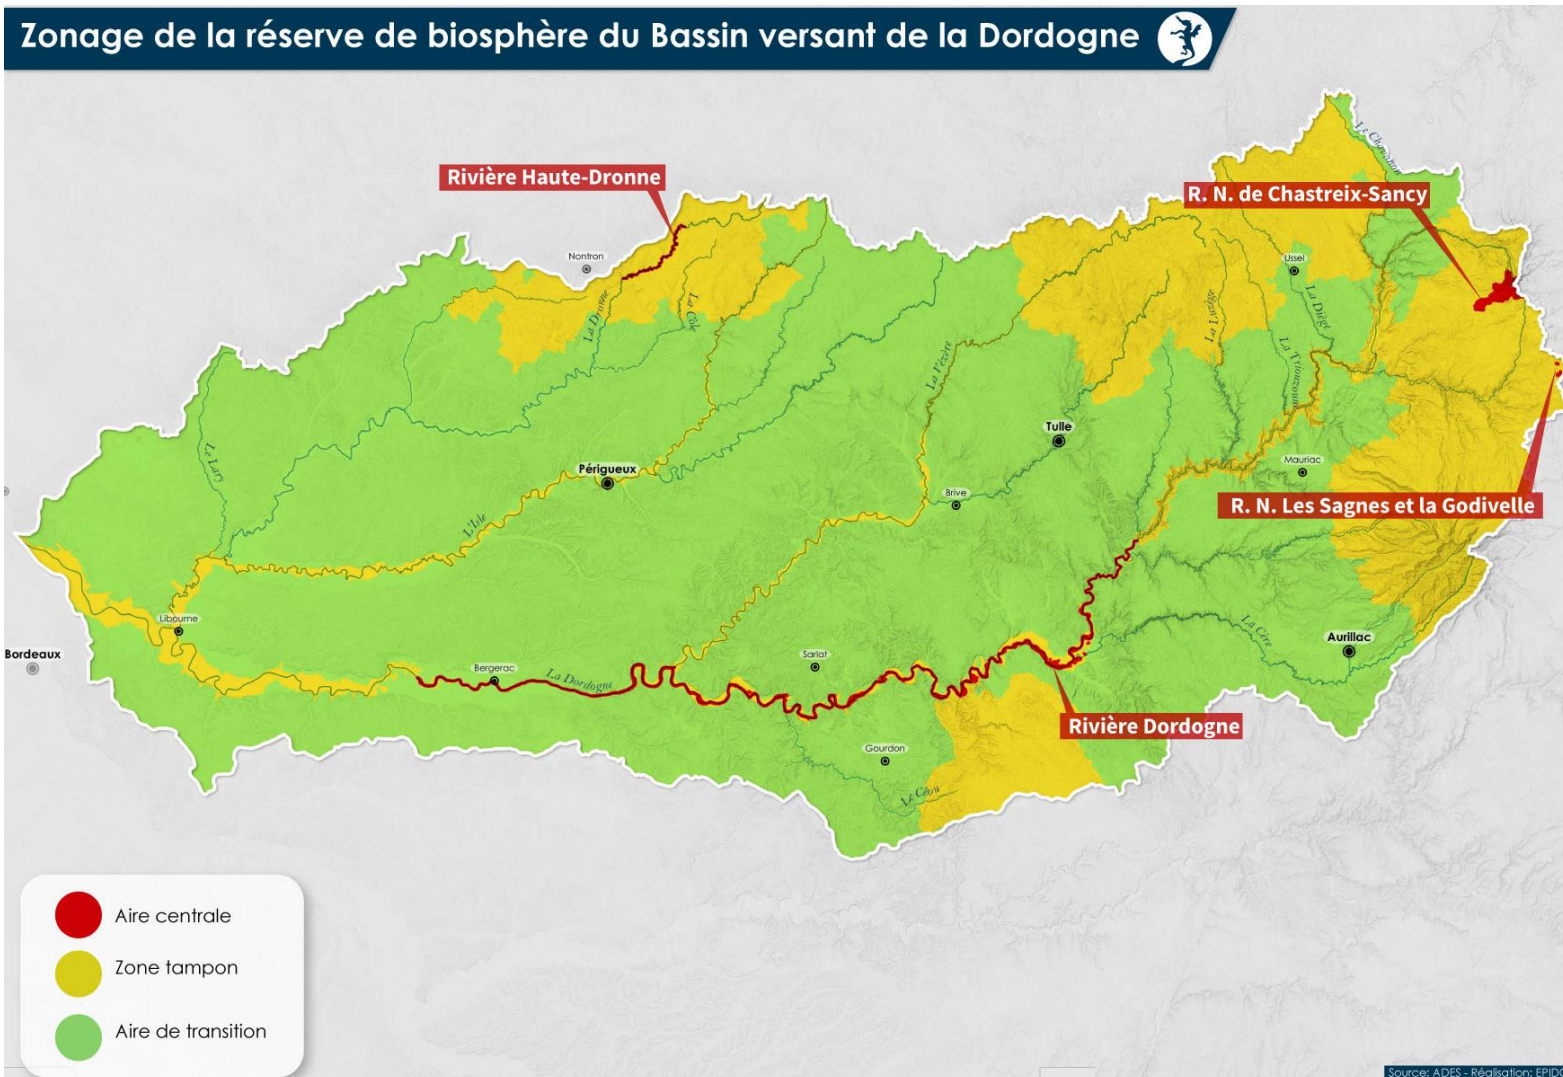 Zonage de la réserve de biosphère du Bassin versant de la Dordogne
Le Chavanon
Rivière Haute-Dronne
R. N. de Chastreix-Sancy
Nontron
Ussel
La Dronne
La Côle
La Luzège
La Diège
La Vézère
La Triouzoune
Le Lary
Tulle
Périgueux
Mauriac
Brive
R. N. Les Sagnes et la Godivelle
L'Isle
Libourne
La Cère
Aurillac
Bordeaux
Sarlat
Bergerac
La Dordogne
Rivière Dordogne
Gourdon
Le Céou
Aire centrale
Zone tampon
Aire de transition
Source: ADES - Réalisation: EPID